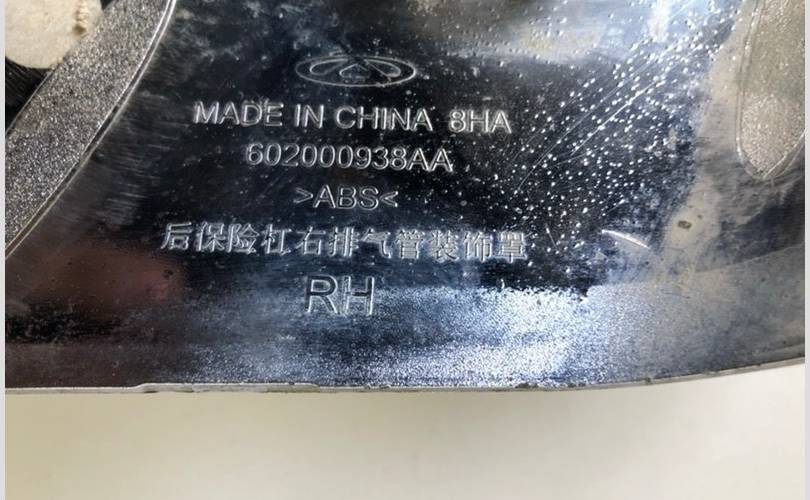 MADE IN CHINA 8HA
602000938AA
>ABS<
后保险杠右排气管装饰罩
RH